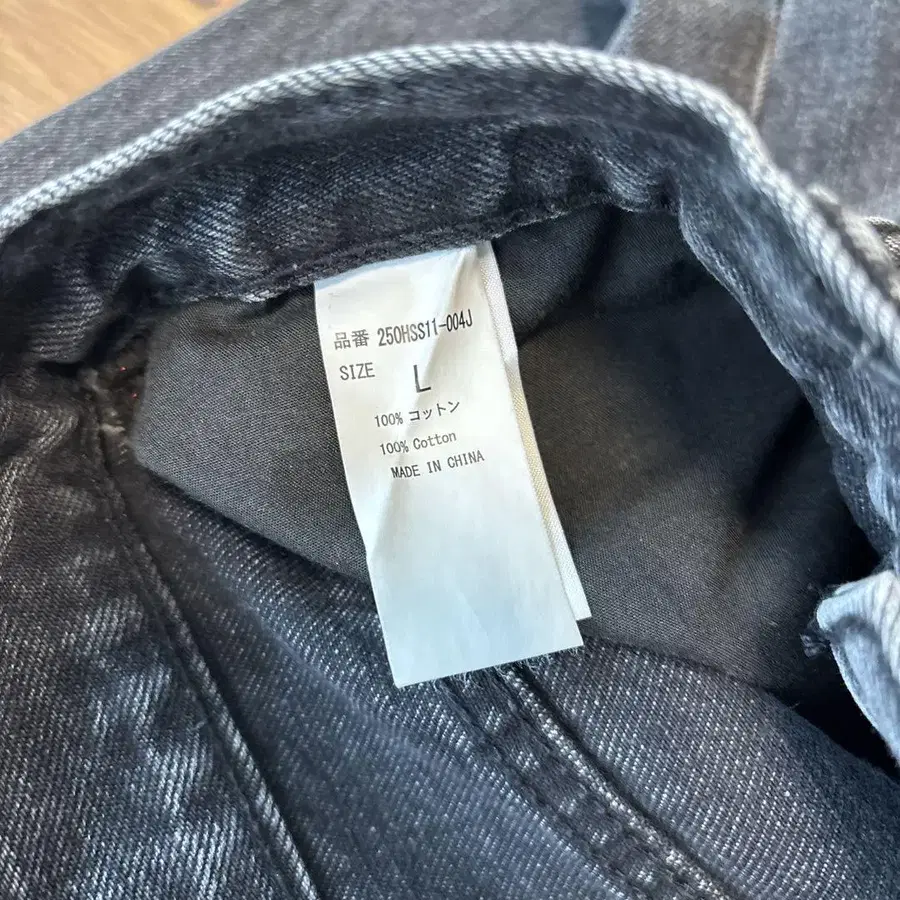 品番 250HSS11-004J
SIZE L
100% コットン
100% Cotton
MADE IN CHINA